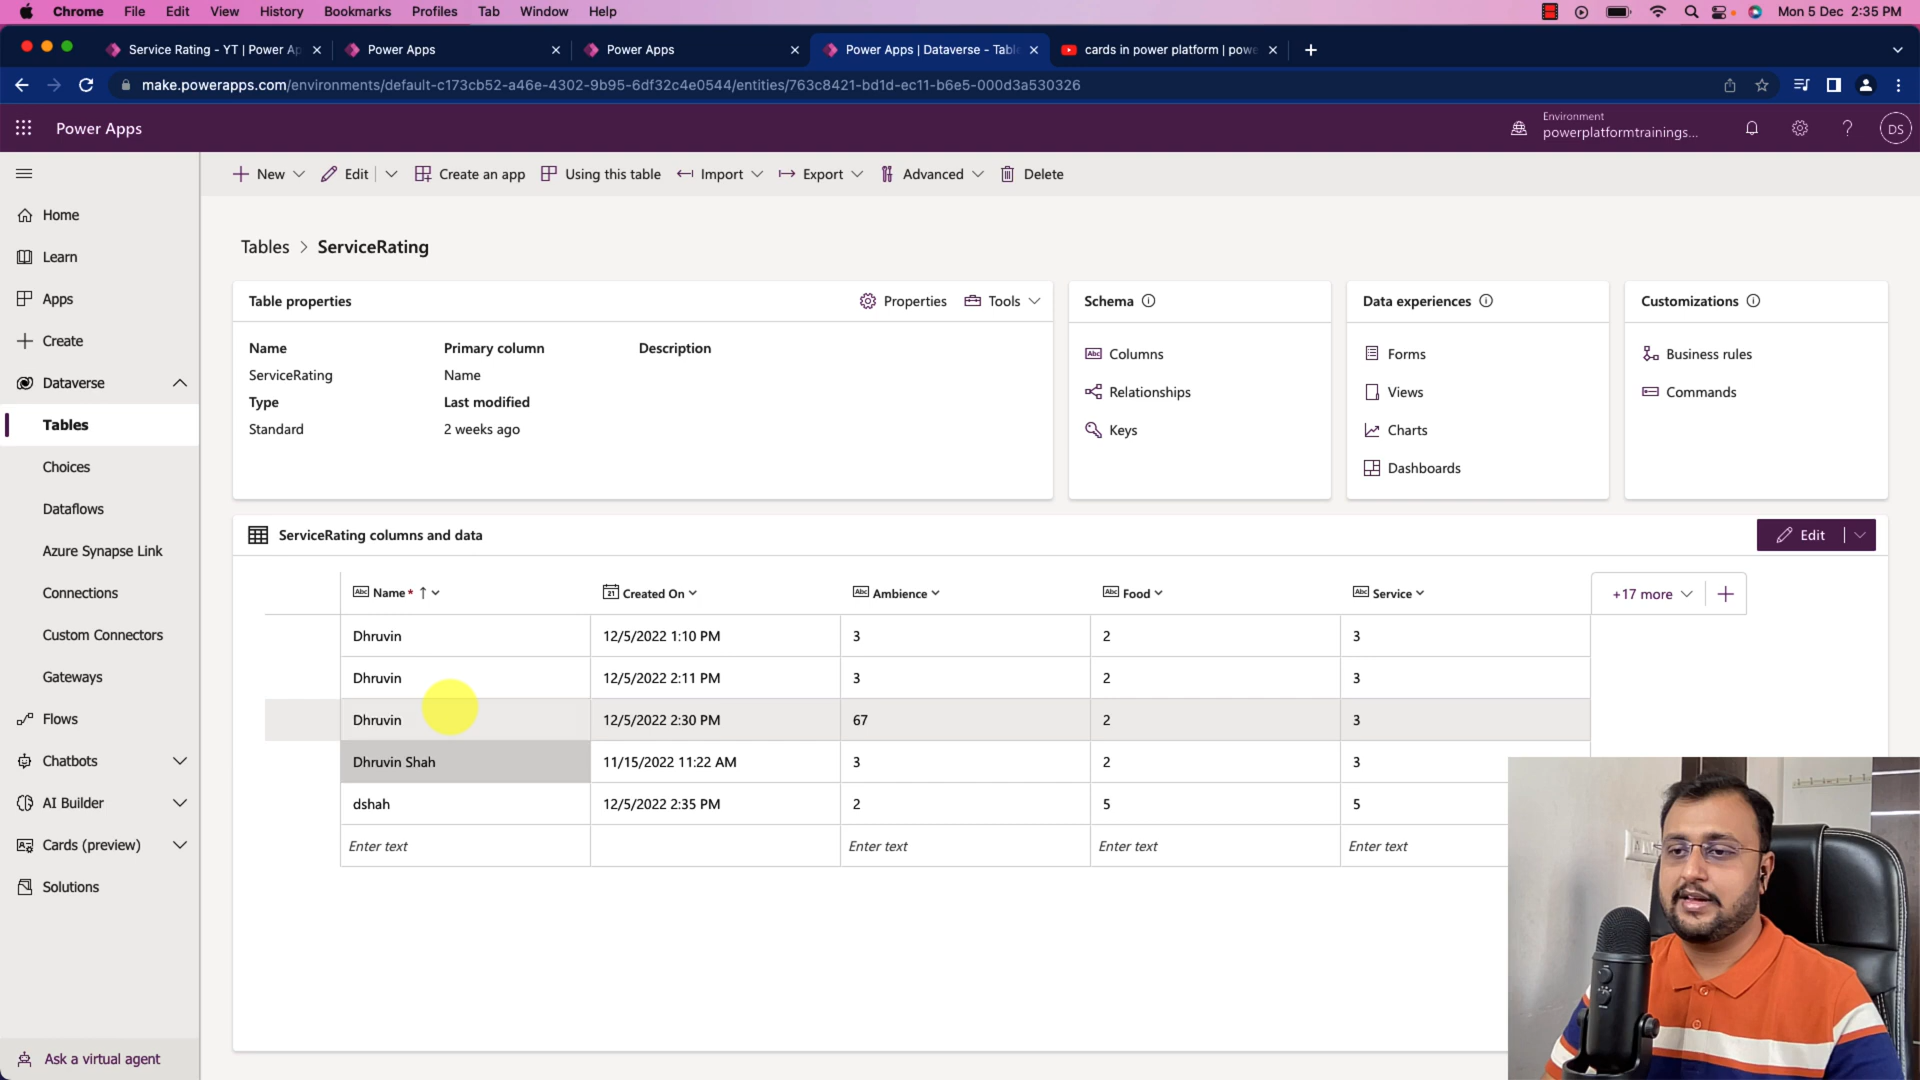 Chrome File Edit View History Bookmarks Profiles Tab Window Help Mon 5 Dec 2:35 PM
Service Rating - YT | Power Ap Power Apps Power Apps Power Apps | Dataverse - Tabl cards in power platform | powe
make.powerapps.com/environments/default-c173cb52-a46e-4302-9b95-6df32c4e0544/entities/763c8421-bd1d-ec11-b6e5-000d3a530326
Environment
Power Apps powerplatformtrainings... DS
New Edit Create an app Using this table Import Export Advanced Delete
Home
Learn
Apps
Create
Dataverse
Tables
Choices
Dataflows
Azure Synapse Link
Connections
Custom Connectors
Gateways
Flows
Chatbots
AI Builder
Cards (preview)
Solutions
Ask a virtual agent
Tables > ServiceRating
Table properties Properties Tools
Name Primary column Description
ServiceRating Name
Type Last modified
Standard 2 weeks ago
Schema
Columns
Relationships
Keys
Data experiences
Forms
Views
Charts
Dashboards
Customizations
Business rules
Commands
ServiceRating columns and data Edit
Name * Created On Ambience Food Service +17 more
Dhruvin 12/5/2022 1:10 PM 3 2 3
Dhruvin 12/5/2022 2:11 PM 3 2 3
Dhruvin 12/5/2022 2:30 PM 67 2 3
Dhruvin Shah 11/15/2022 11:22 AM 3 2 3
dshah 12/5/2022 2:35 PM 2 5 5
Enter text Enter text Enter text Enter text